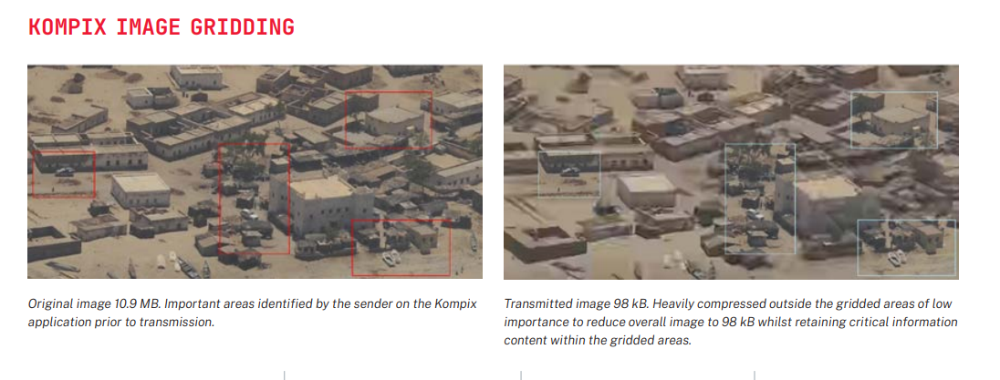 KOMPIX IMAGE GRIDDING
Original image 10.9 MB. Important areas identified by the sender on the Kompix
application prior to transmission.
Transmitted image 98 kB. Heavily compressed outside the gridded areas of low
importance to reduce overall image to 98 kB whilst retaining critical information
content within the gridded areas.